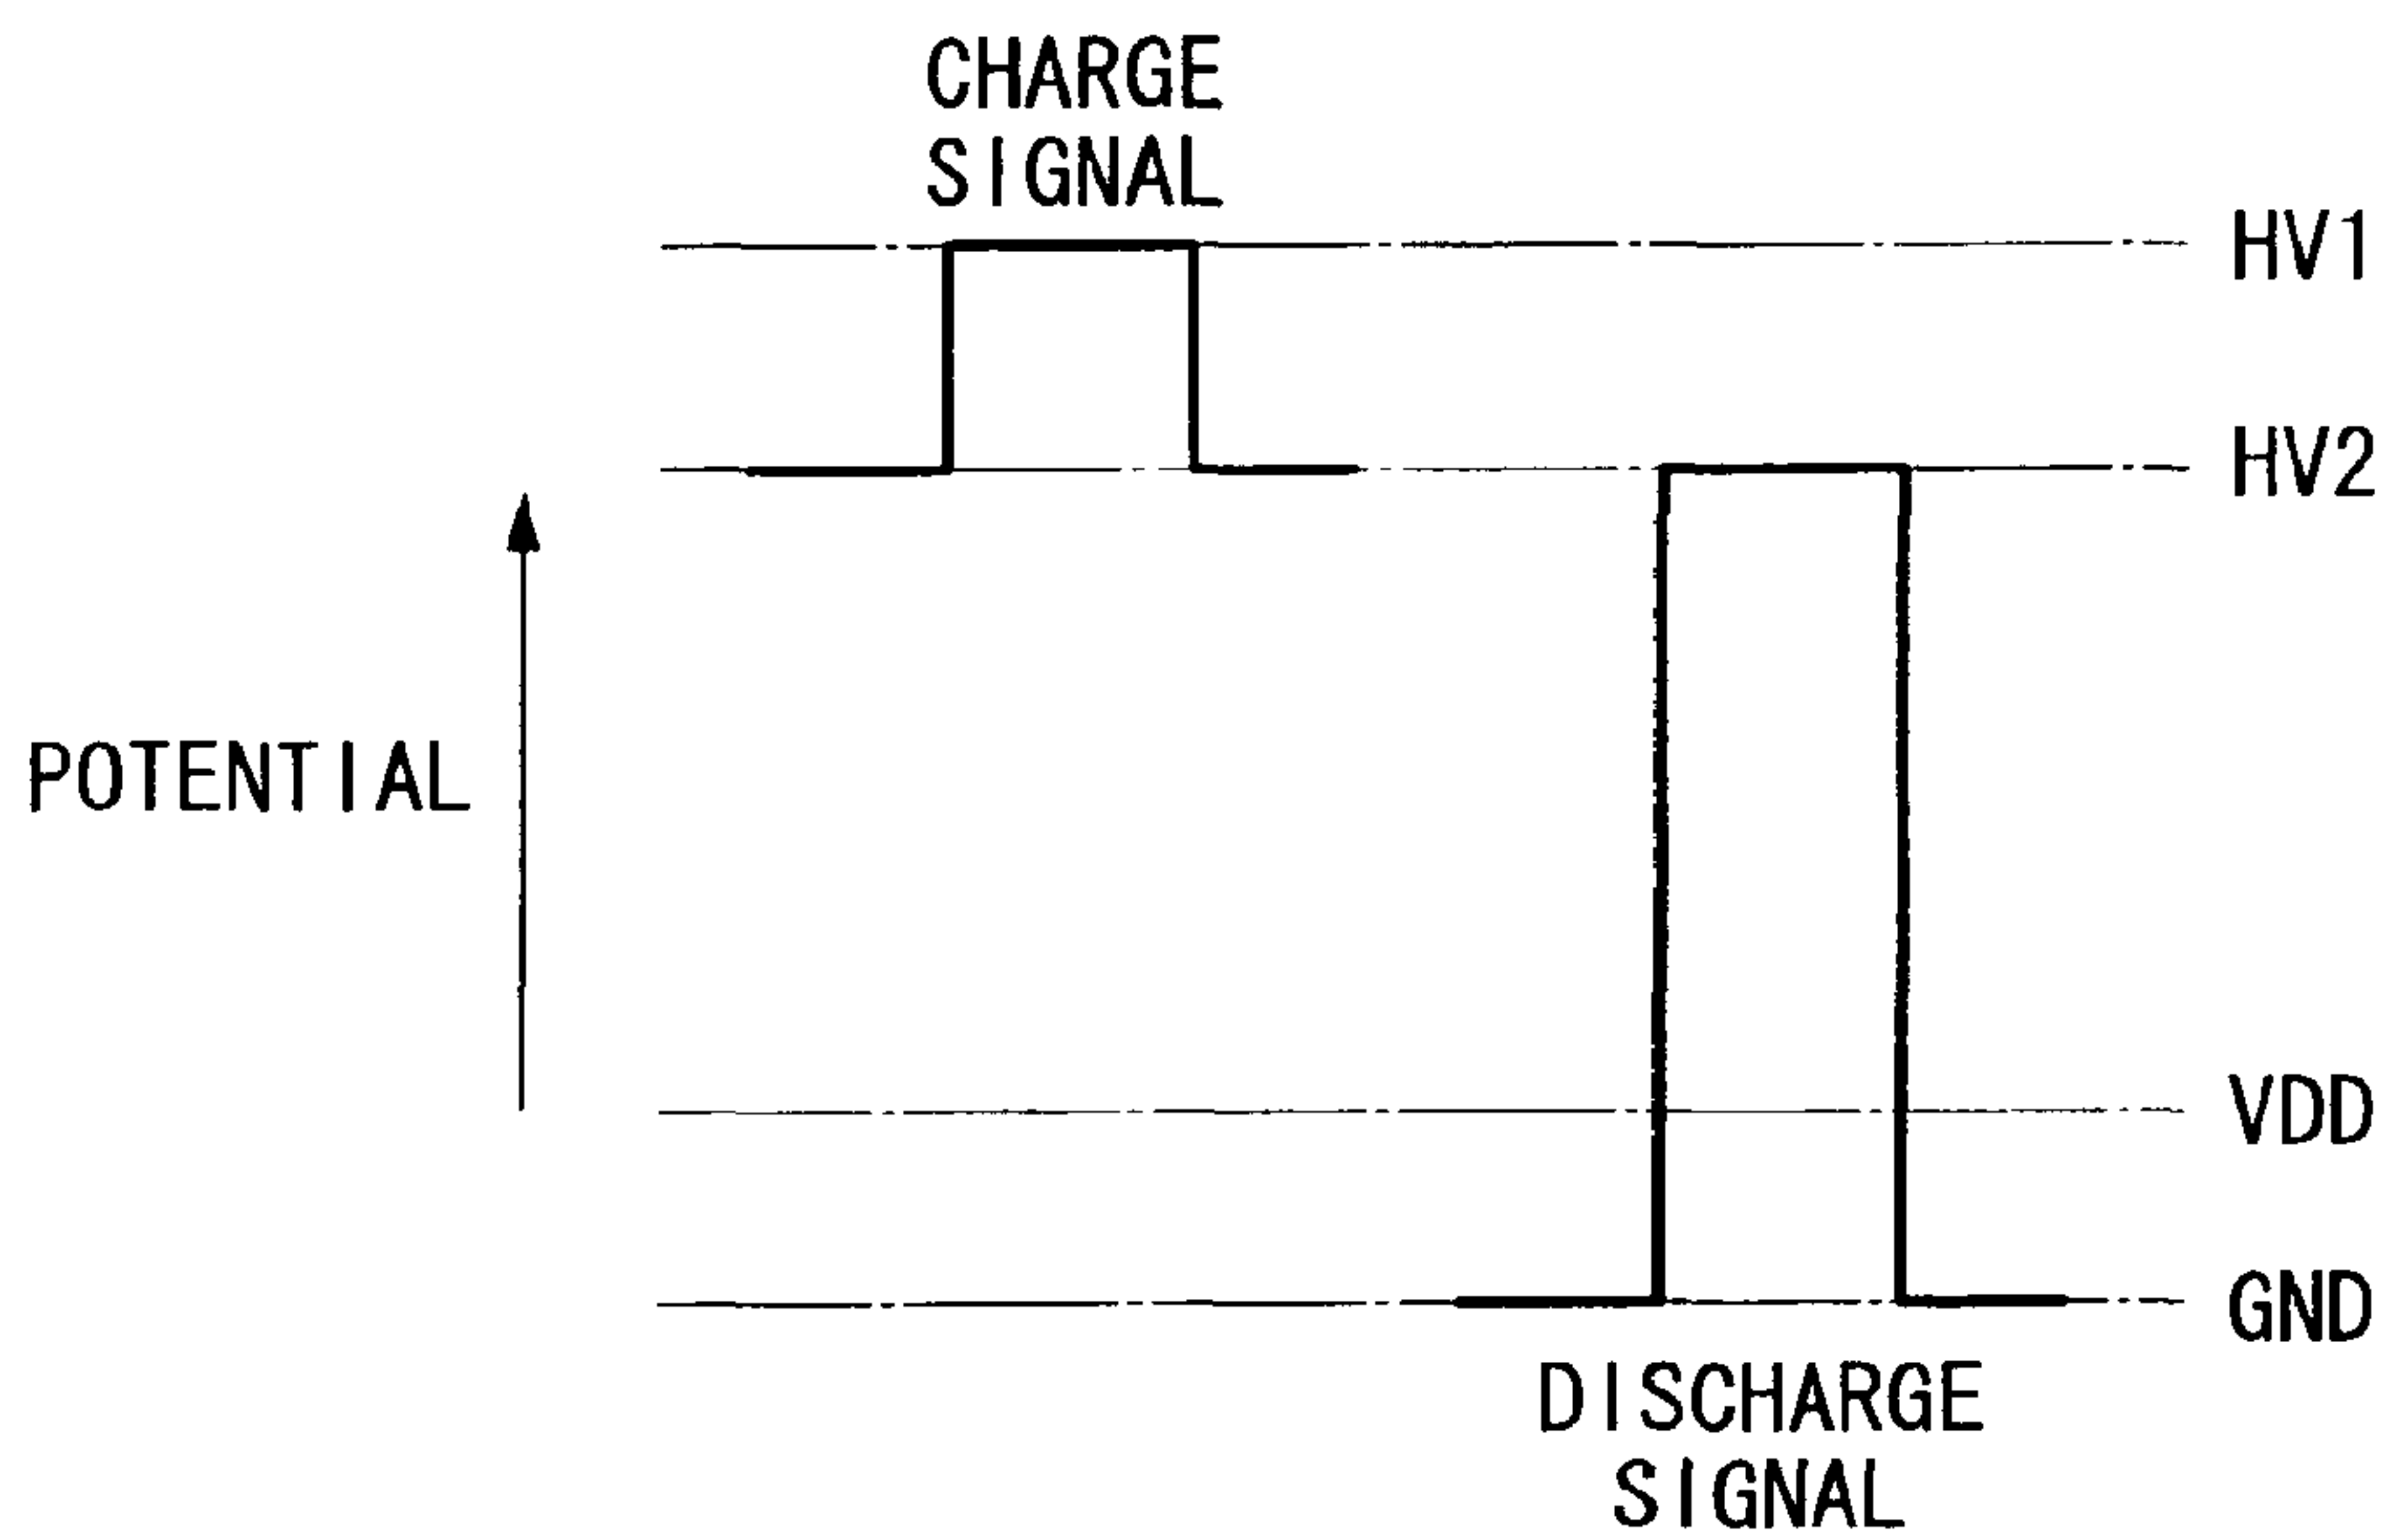 CHARGE
SIGNAL
HV1
HV2
POTENTIAL
VDD
GND
DISCHARGE
SIGNAL